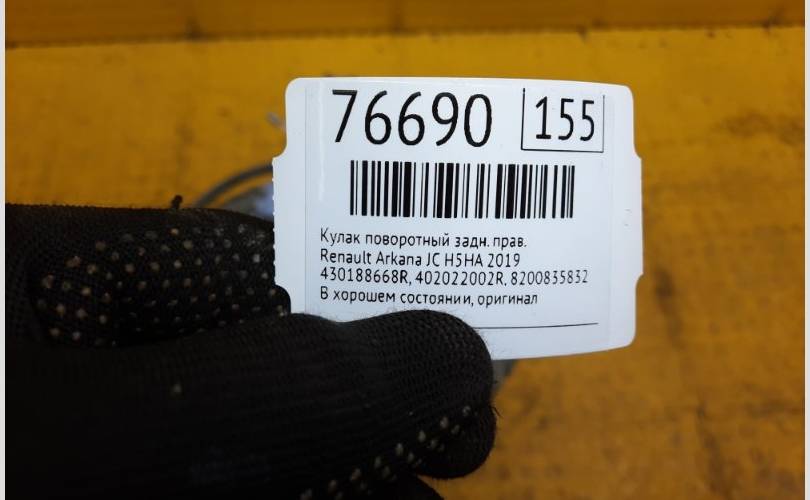 76690 155
Кулак поворотный задн. прав.
Renault Arkana JC H5HA 2019
430188668R, 402022002R, 8200835832
В хорошем состоянии, оригинал